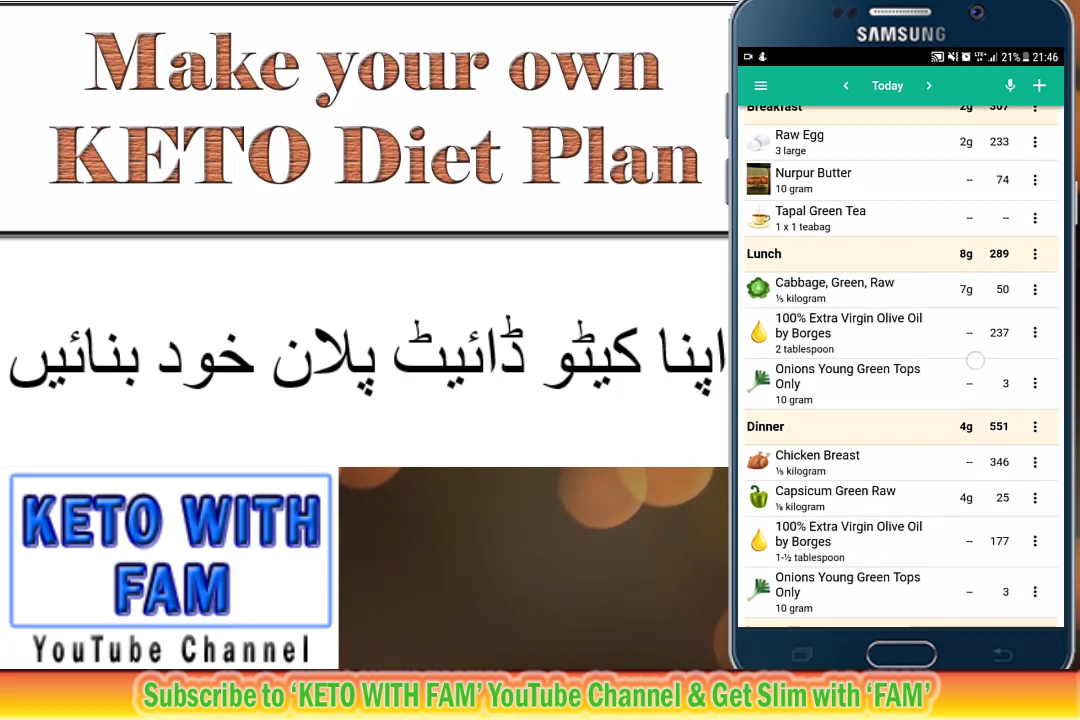 Make your own
KETO Diet Plan
اپنا کیٹو ڈائیٹ پلان خود بنائیں
KETO WITH
FAM
YouTube Channel
SAMSUNG
LTE+ 21% 21:46
Today
Breakfast 2g 307
Raw Egg
3 large
2g 233
Nurpur Butter
10 gram
-- 74
Tapal Green Tea
1 x 1 teabag
-- --
Lunch 8g 289
Cabbage, Green, Raw
⅕ kilogram
7g 50
100% Extra Virgin Olive Oil
by Borges
2 tablespoon
-- 237
Onions Young Green Tops
Only
10 gram
-- 3
Dinner 4g 551
Chicken Breast
⅕ kilogram
-- 346
Capsicum Green Raw
⅛ kilogram
4g 25
100% Extra Virgin Olive Oil
by Borges
1-½ tablespoon
-- 177
Onions Young Green Tops
Only
10 gram
-- 3
Subscribe to ‘KETO WITH FAM’ YouTube Channel & Get Slim with ‘FAM’